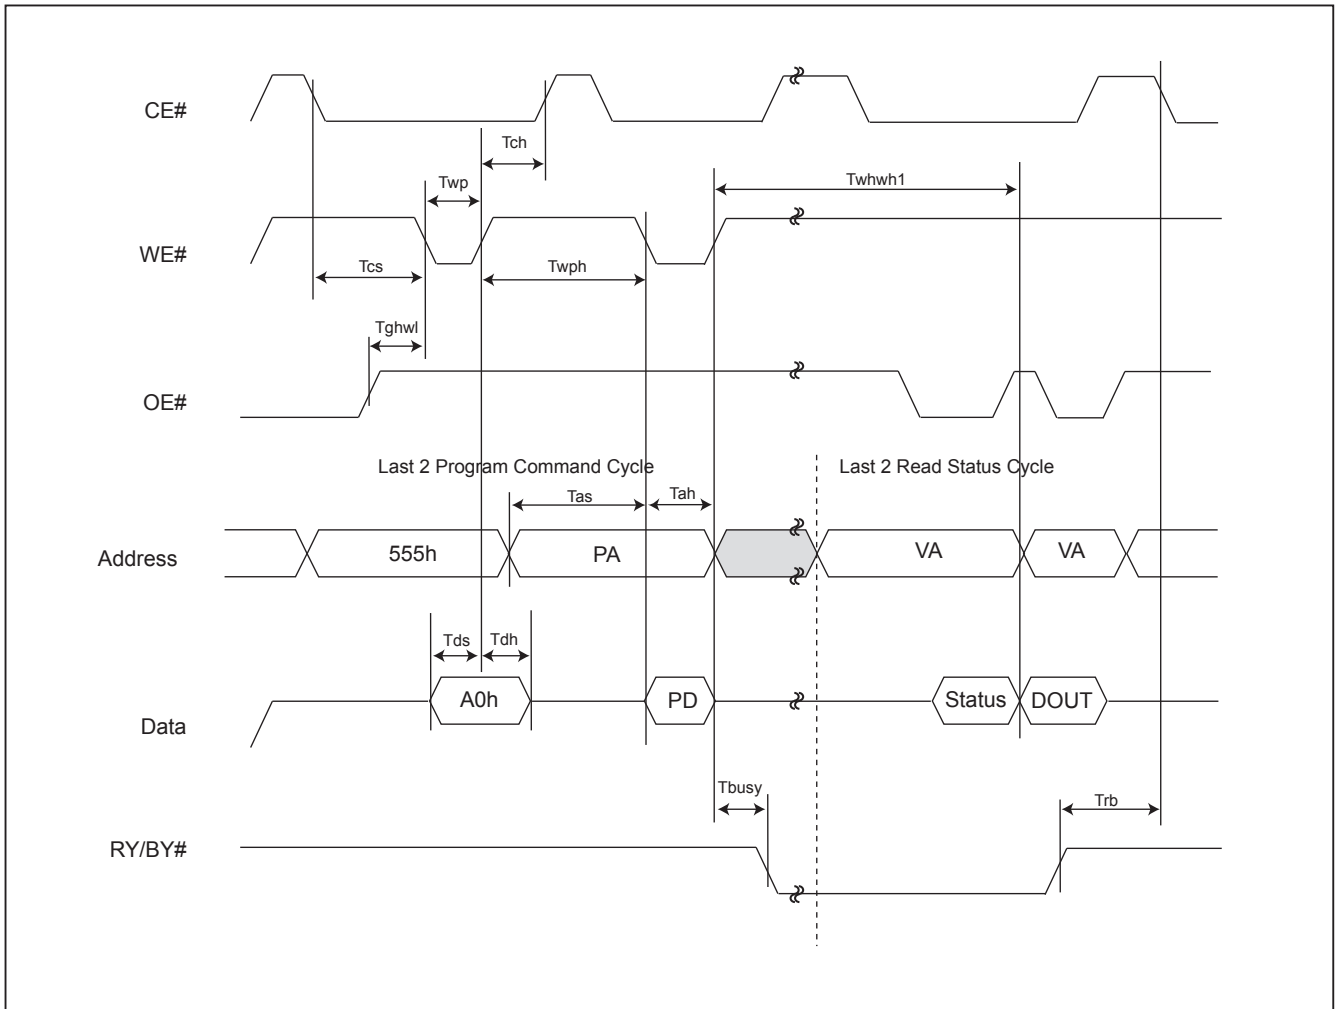 CE#
Tch
Twp
Twhwh1
WE#
Tcs
Twph
Tghwl
OE#
Last 2 Program Command Cycle
Last 2 Read Status Cycle
Tas
Tah
Address
555h
PA
VA
VA
Tds
Tdh
Data
A0h
PD
Status
DOUT
Tbusy
Trb
RY/BY#